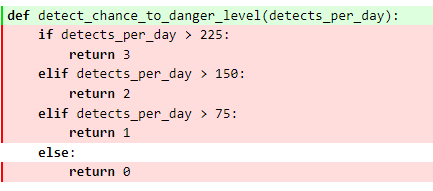 def detect_chance_to_danger_level(detects_per_day):
    if detects_per_day > 225:
        return 3
    elif detects_per_day > 150:
        return 2
    elif detects_per_day > 75:
        return 1
    else:
        return 0